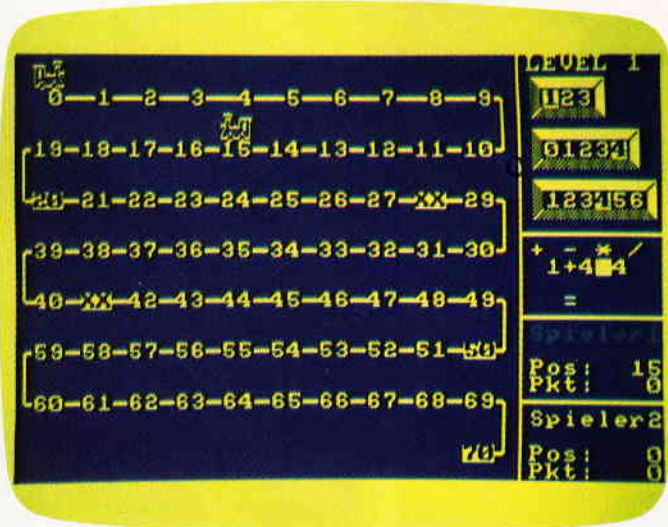 0—1—2—3—4—5—6—7—8—9
19-18-17-16-15-14-13-12-11-10
20-21-22-23-24-25-26-27-XX-29
39-38-37-36-35-34-33-32-31-30
40-XX-42-43-44-45-46-47-48-49
59-58-57-56-55-54-53-52-51-50
60-61-62-63-64-65-66-67-68-69
70
LEVEL 1
123
01234
123456
+ - * /
1+4 4
=
Spieler1
Pos: 15
Pkt: 0
Spieler2
Pos: 0
Pkt: 0